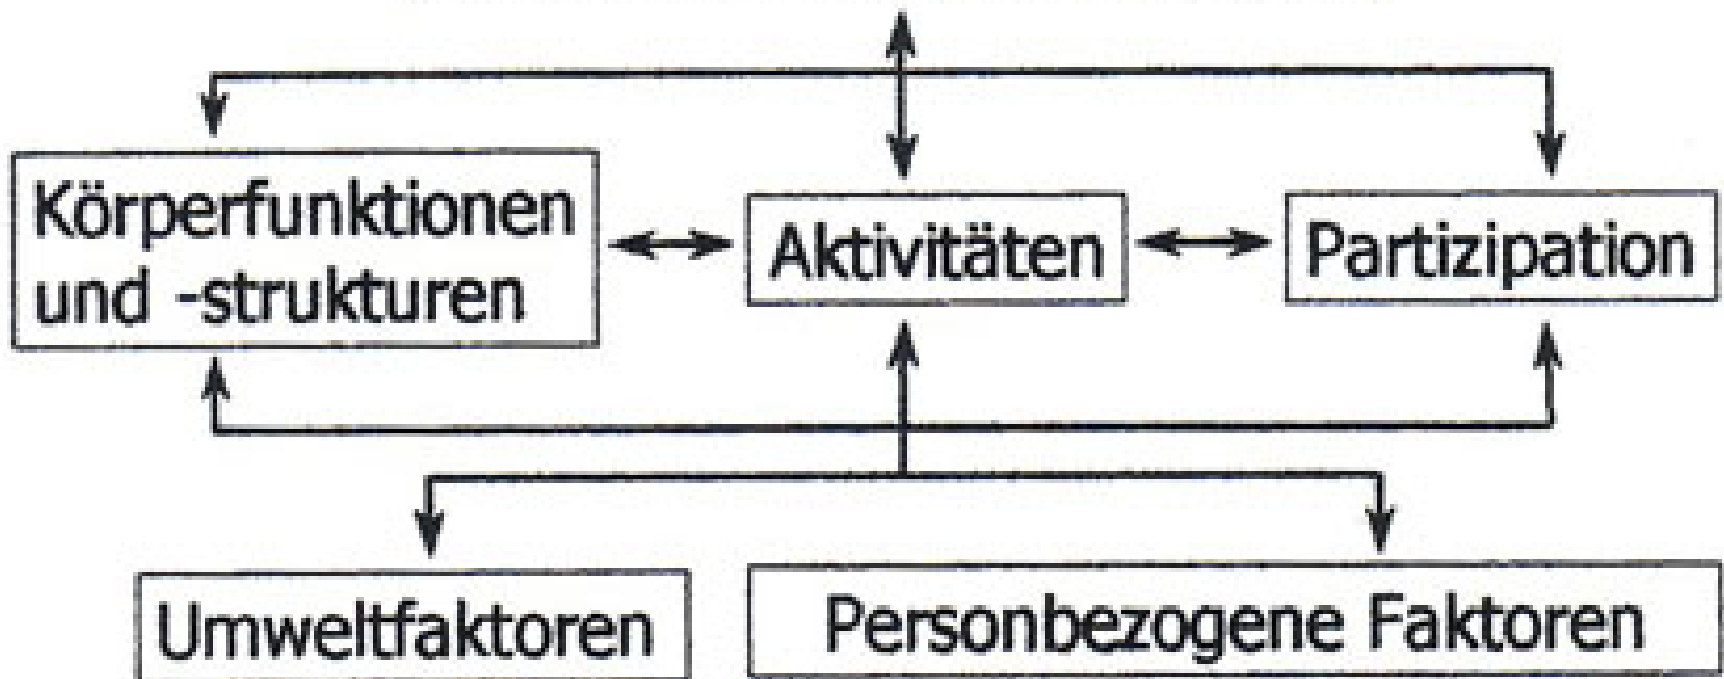 Körperfunktionen
und -strukturen
Aktivitäten
Partizipation
Umweltfaktoren
Personbezogene Faktoren